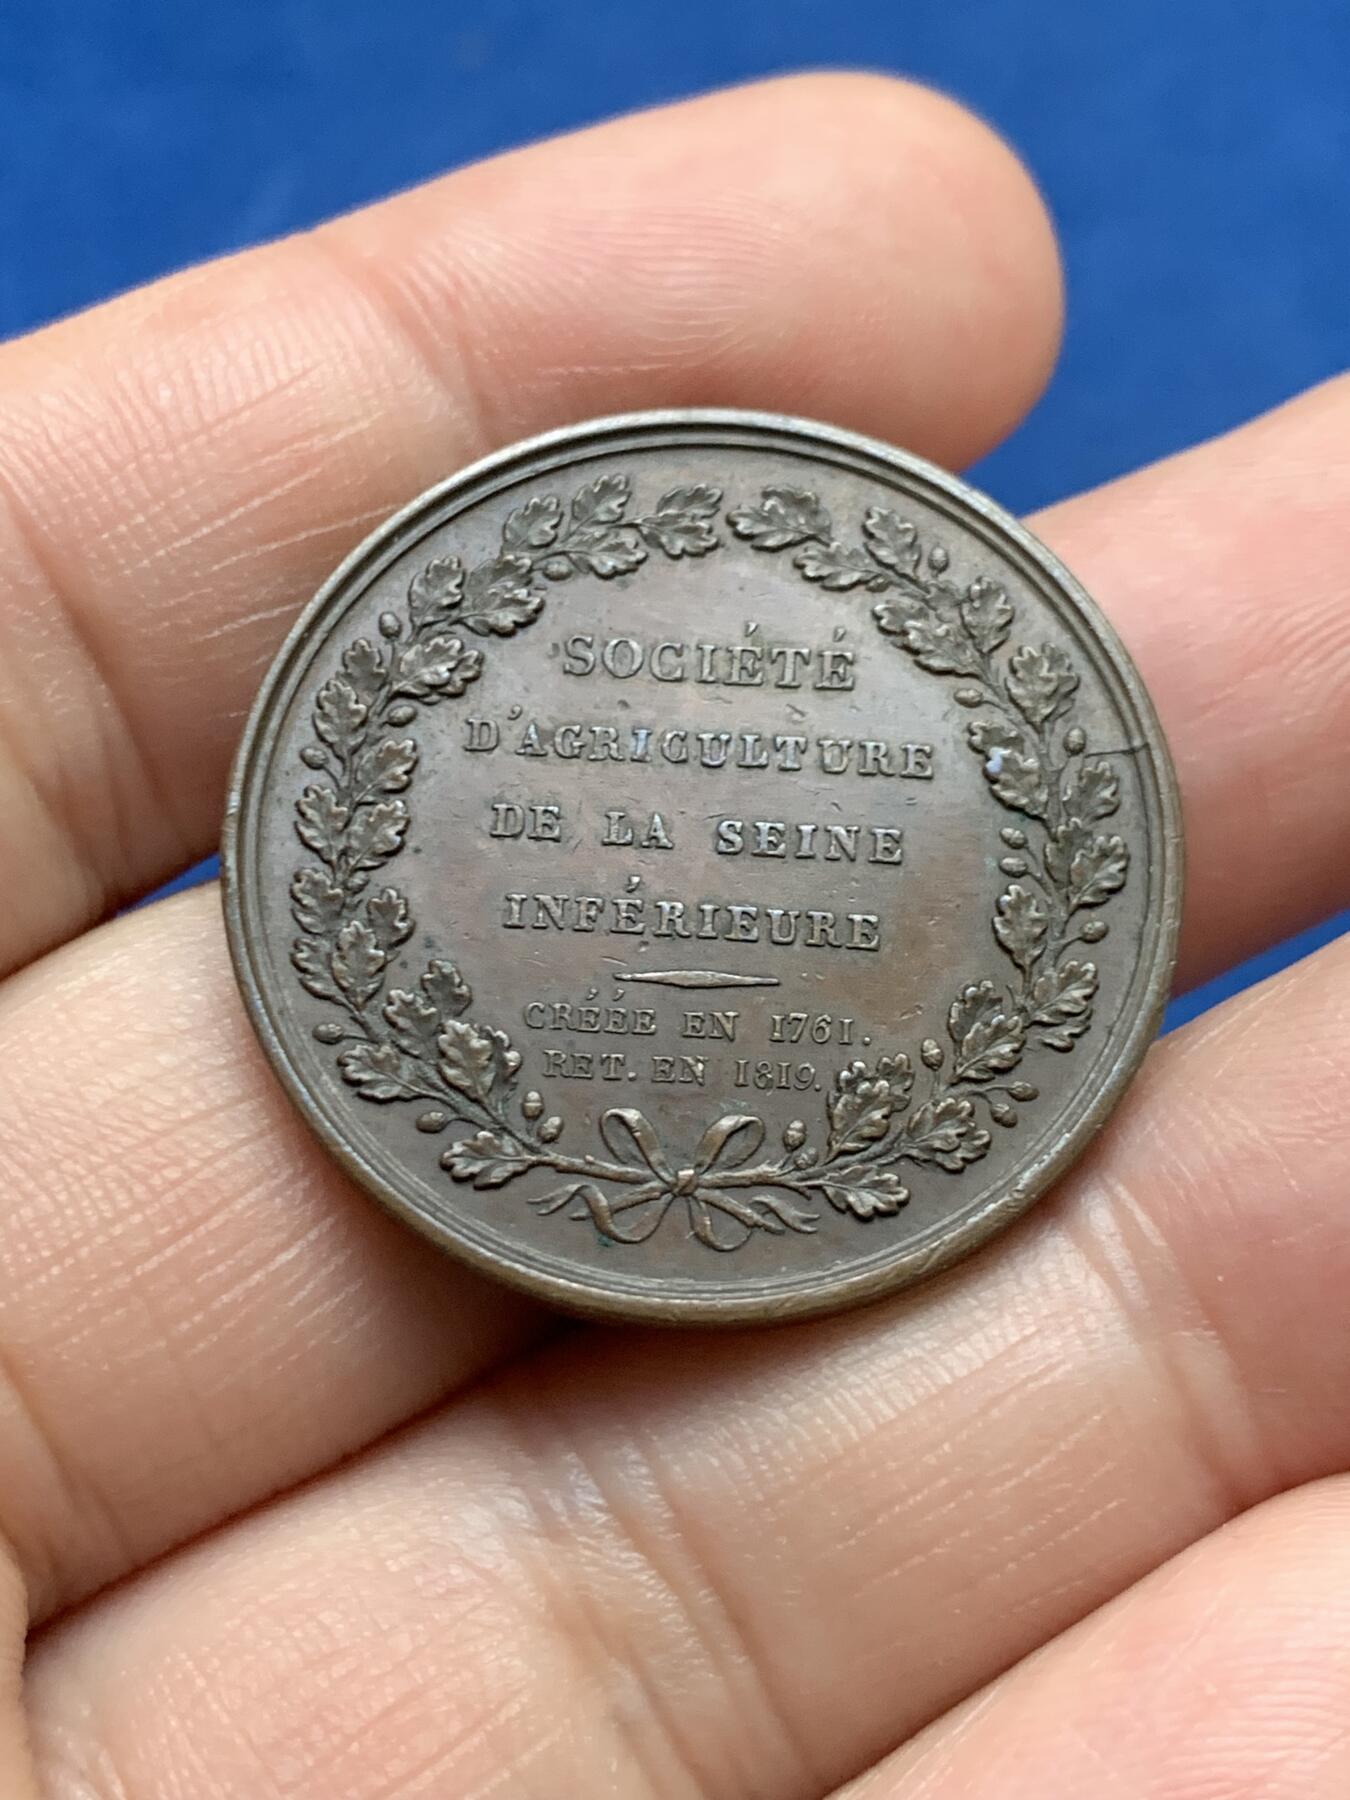 SOCIÉTÉ
D'AGRICULTURE
DE LA SEINE
INFÉRIEURE
CRÉÉE EN 1761.
RET. EN 1819.